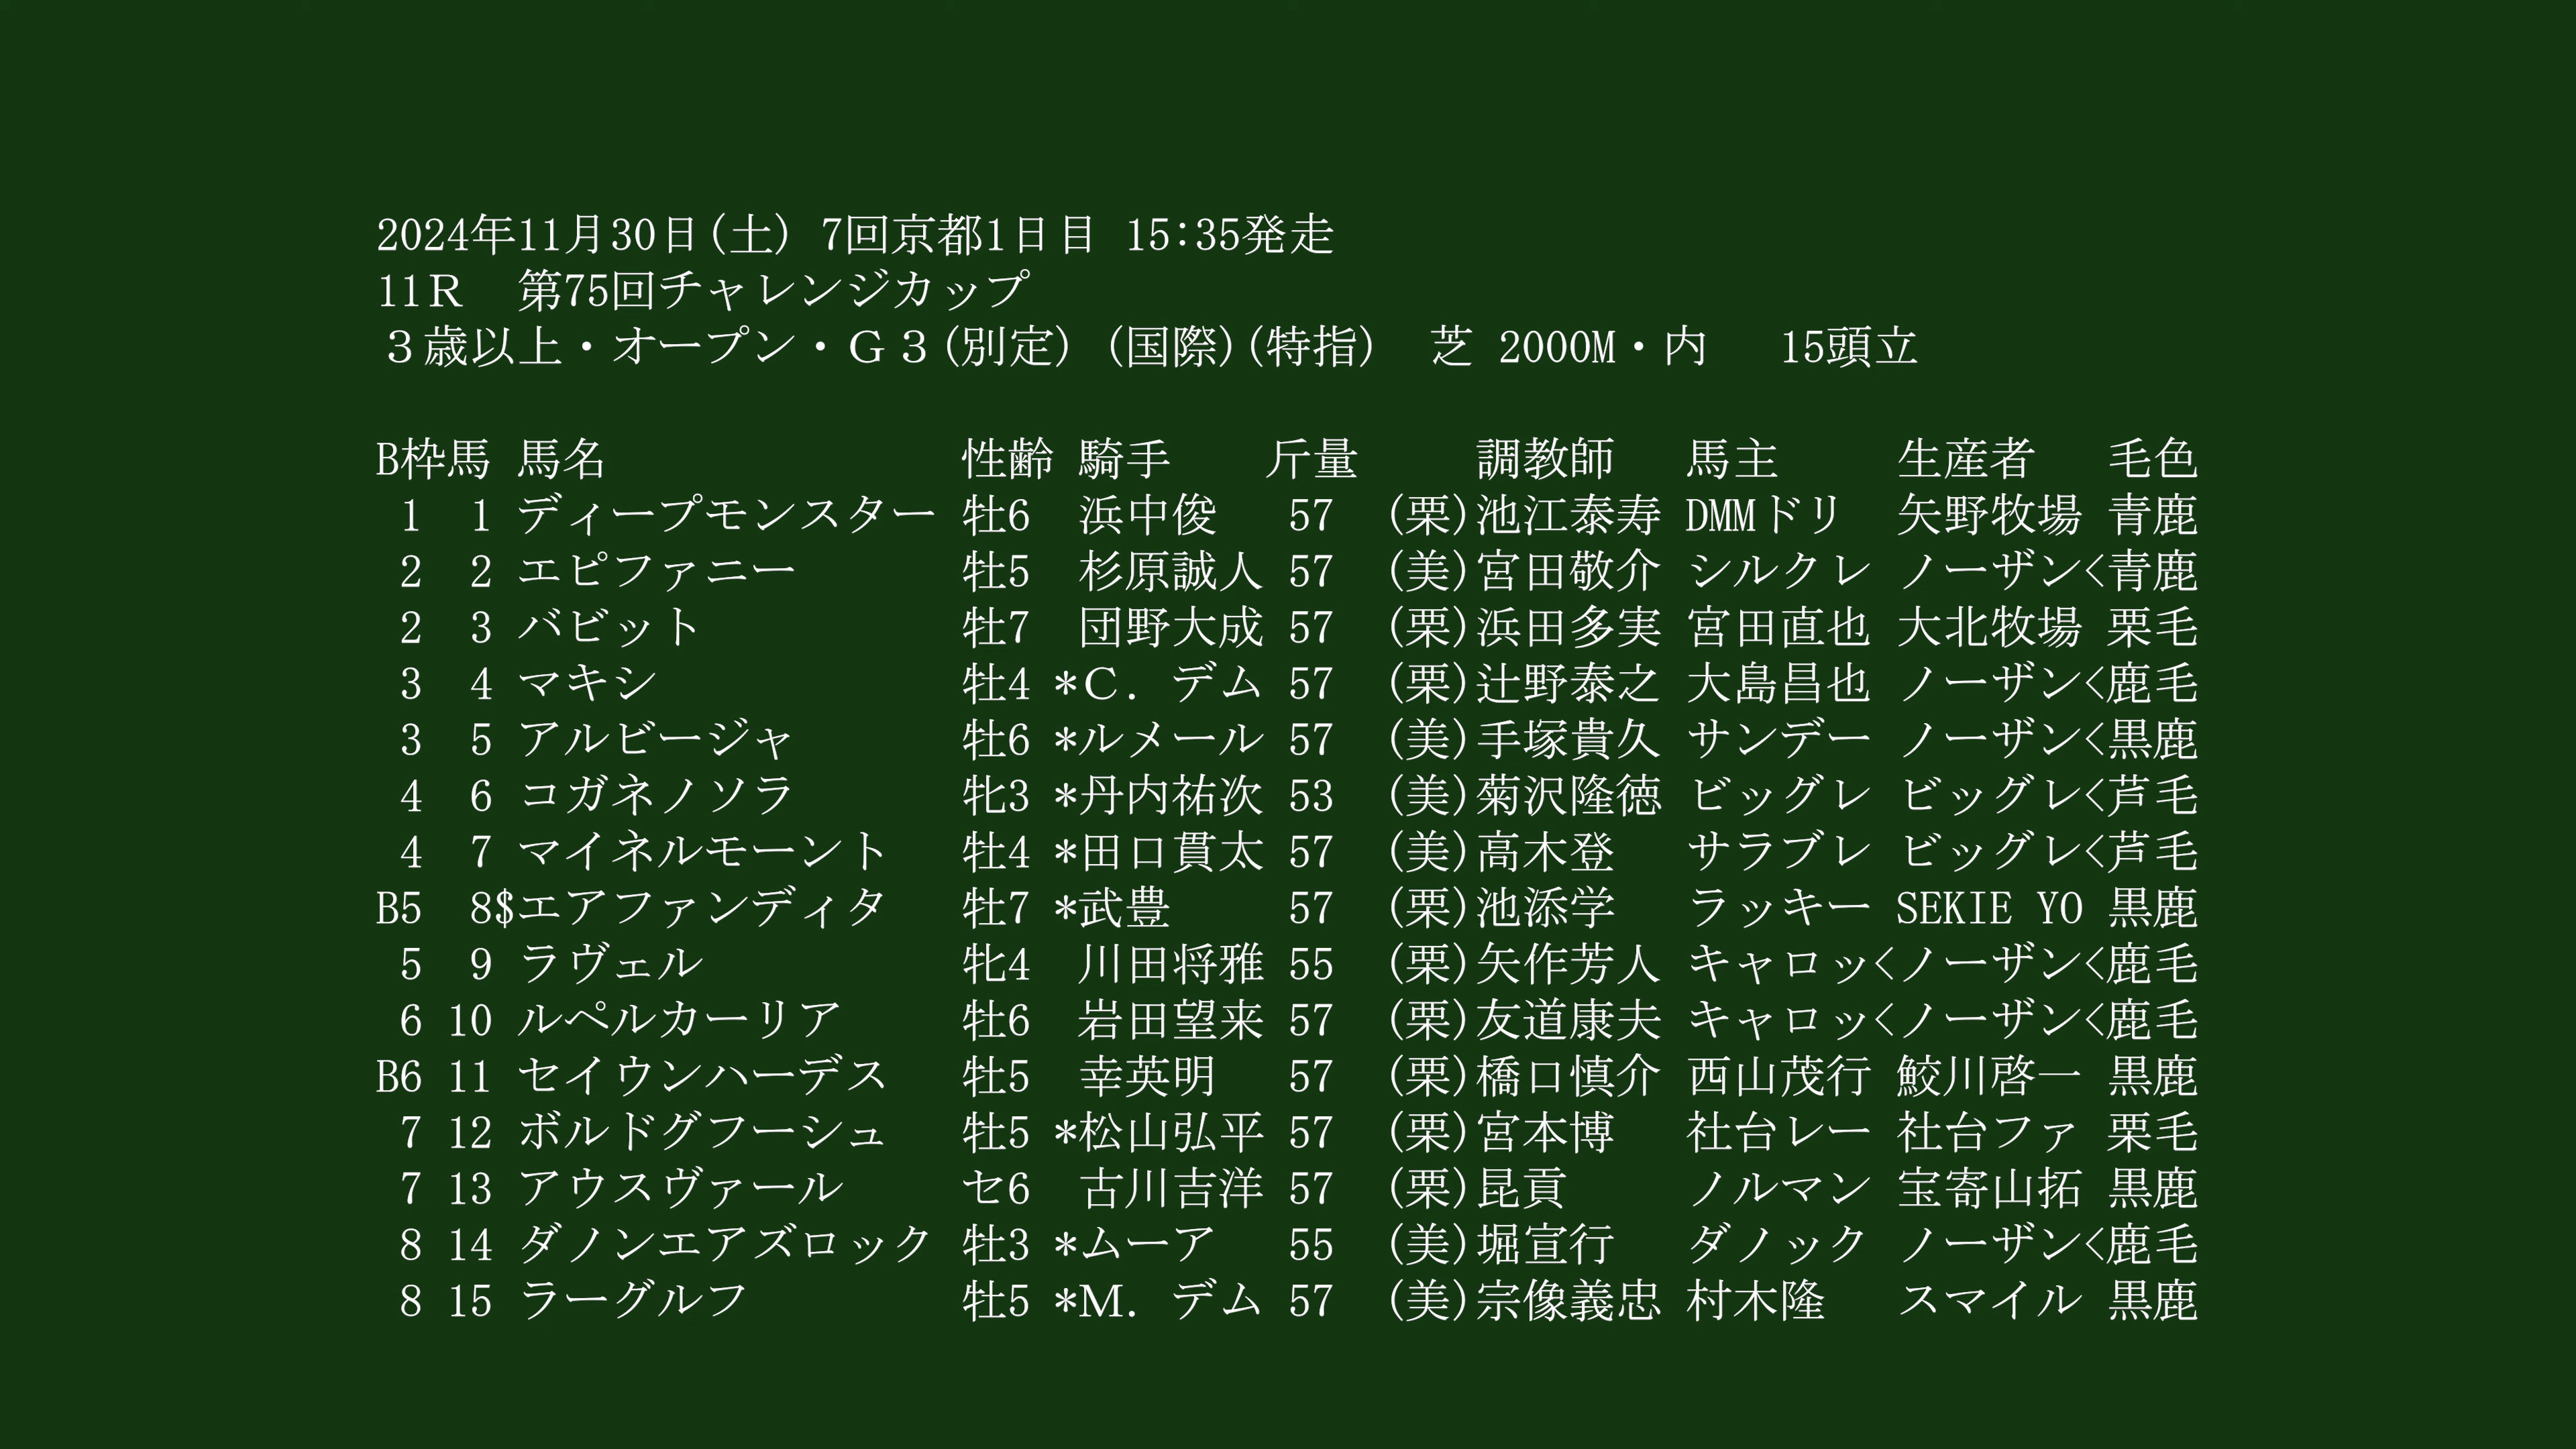 2024年11月30日(土) 7回京都1日目 15:35発走
11Ｒ　第75回チャレンジカップ
３歳以上・オープン・Ｇ３(別定) (国際)(特指)　芝 2000M・内　 15頭立
B枠馬 馬名 性齢 騎手 斤量 調教師 馬主 生産者 毛色
1 1 ディープモンスター 牡6 浜中俊 57 (栗)池江泰寿 DMMドリ 矢野牧場 青鹿
2 2 エピファニー 牡5 杉原誠人 57 (美)宮田敬介 シルクレ ノーザン<青鹿
2 3 バビット 牡7 団野大成 57 (栗)浜田多実 宮田直也 大北牧場 栗毛
3 4 マキシ 牡4 *Ｃ．デム 57 (栗)辻野泰之 大島昌也 ノーザン<鹿毛
3 5 アルビージャ 牡6 *ルメール 57 (美)手塚貴久 サンデー ノーザン<黒鹿
4 6 コガネノソラ 牝3 *丹内祐次 53 (美)菊沢隆徳 ビッグレ ビッグレ<芦毛
4 7 マイネルモーント 牡4 *田口貫太 57 (美)高木登 サラブレ ビッグレ<芦毛
B5 8$エアファンディタ 牡7 *武豊 57 (栗)池添学 ラッキー SEKIE YO 黒鹿
5 9 ラヴェル 牝4 川田将雅 55 (栗)矢作芳人 キャロッ<ノーザン<鹿毛
6 10 ルペルカーリア 牡6 岩田望来 57 (栗)友道康夫 キャロッ<ノーザン<鹿毛
B6 11 セイウンハーデス 牡5 幸英明 57 (栗)橋口慎介 西山茂行 鮫川啓一 黒鹿
7 12 ボルドグフーシュ 牡5 *松山弘平 57 (栗)宮本博 社台レー 社台ファ 栗毛
7 13 アウスヴァール セ6 古川吉洋 57 (栗)昆貢 ノルマン 宝寄山拓 黒鹿
8 14 ダノンエアズロック 牡3 *ムーア 55 (美)堀宣行 ダノック ノーザン<鹿毛
8 15 ラーグルフ 牡5 *Ｍ．デム 57 (美)宗像義忠 村木隆 スマイル 黒鹿